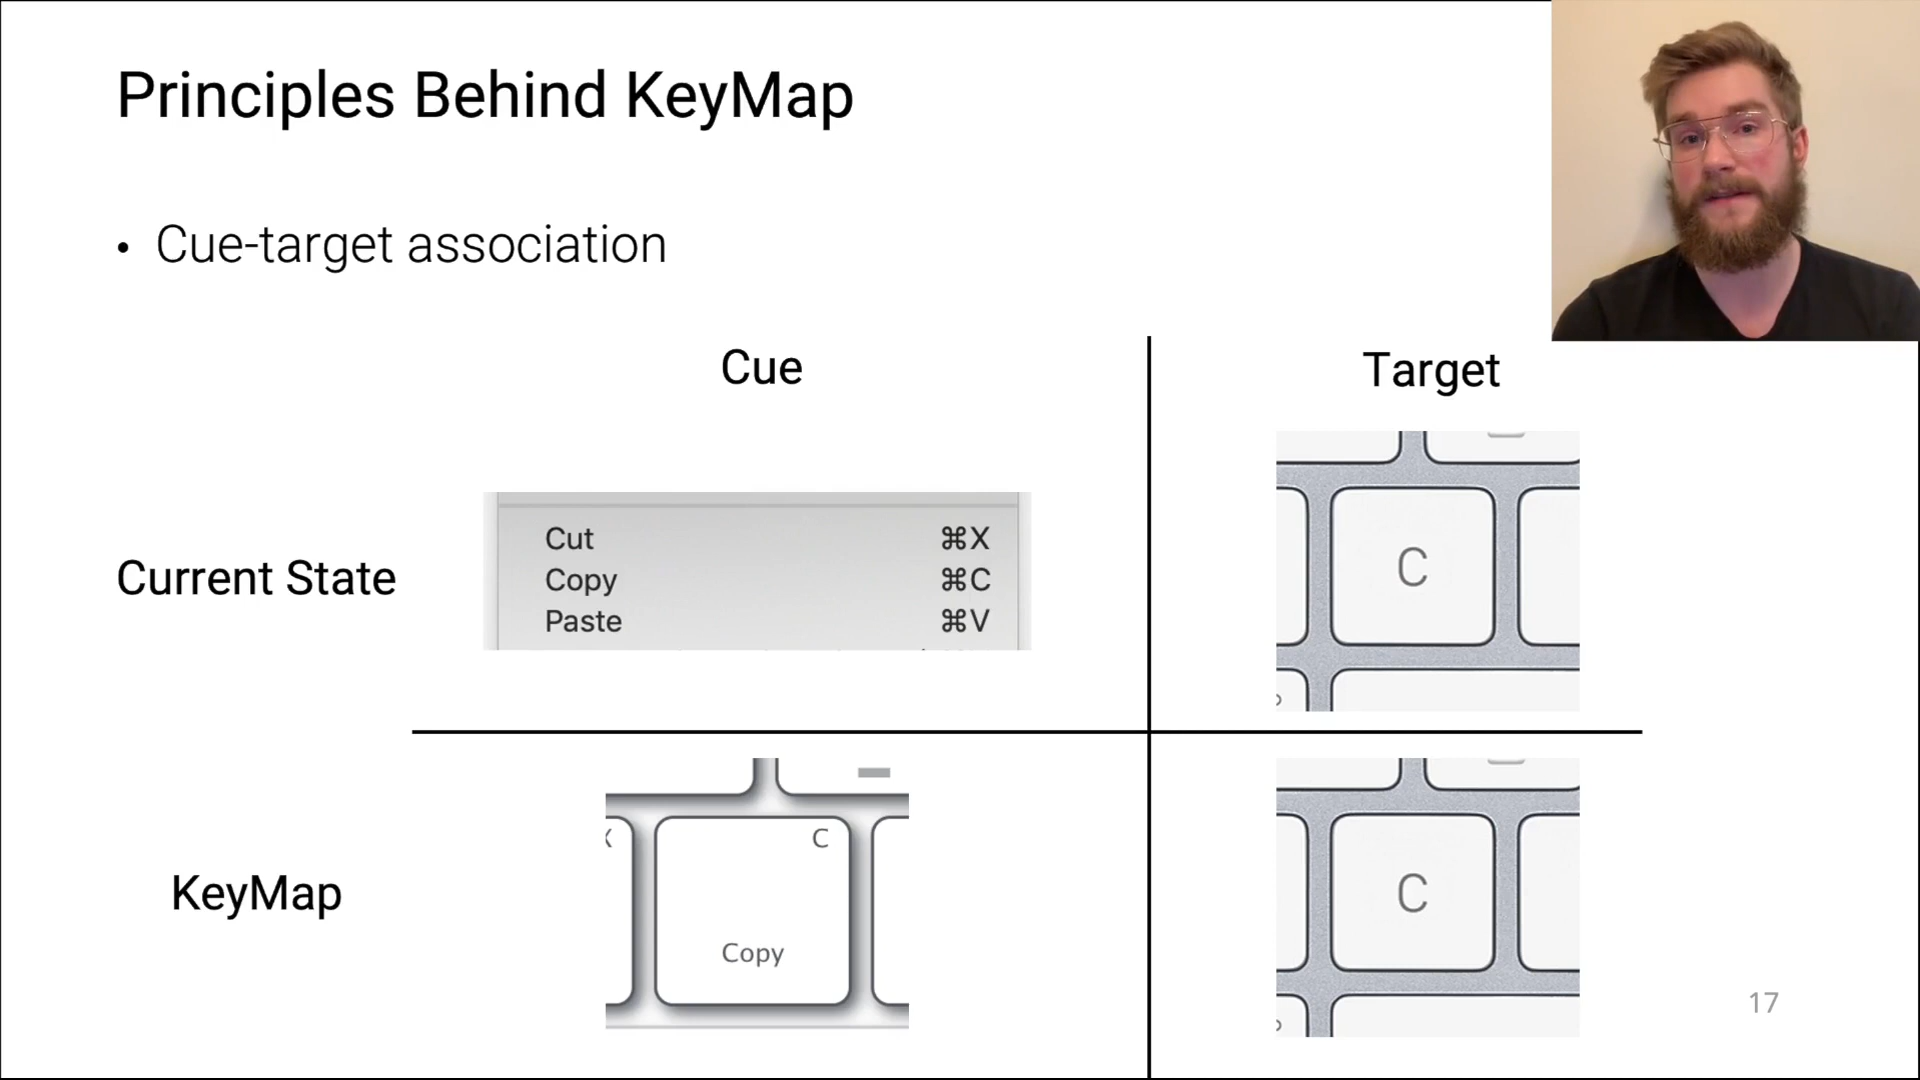 Principles Behind KeyMap
• Cue-target association
Cue
Target
Current State
Cut ⌘X
Copy ⌘C
Paste ⌘V
C
KeyMap
X
C
Copy
C
17